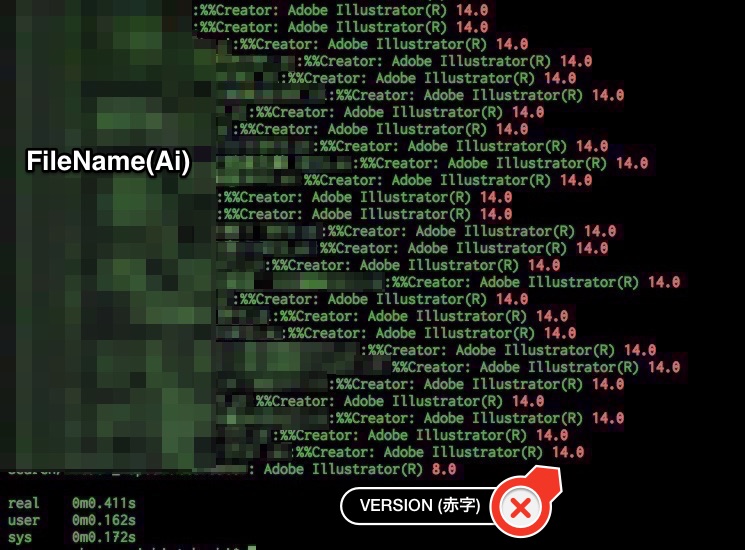 :%%Creator: Adobe Illustrator(R) 14.0
:%%Creator: Adobe Illustrator(R) 14.0
:%%Creator: Adobe Illustrator(R) 14.0
:%%Creator: Adobe Illustrator(R) 14.0
:%%Creator: Adobe Illustrator(R) 14.0
:%%Creator: Adobe Illustrator(R) 14.0
:%%Creator: Adobe Illustrator(R) 14.0
:%%Creator: Adobe Illustrator(R) 14.0
:%%Creator: Adobe Illustrator(R) 14.0
FileName(Ai)
:%%Creator: Adobe Illustrator(R) 14.0
%%Creator: Adobe Illustrator(R) 14.0
:%%Creator: Adobe Illustrator(R) 14.0
:%%Creator: Adobe Illustrator(R) 14.0
:%%Creator: Adobe Illustrator(R) 14.0
%%Creator: Adobe Illustrator(R) 14.0
:%%Creator: Adobe Illustrator(R) 14.0
:%%Creator: Adobe Illustrator(R) 14.0
:%%Creator: Adobe Illustrator(R) 14.0
:%%Creator: Adobe Illustrator(R) 14.0
:%%Creator: Adobe Illustrator(R) 14.0
:%%Creator: Adobe Illustrator(R) 14.0
%%Creator: Adobe Illustrator(R) 14.0
:%%Creator: Adobe Illustrator(R) 14.0
%%Creator: Adobe Illustrator(R) 14.0
:%%Creator: Adobe Illustrator(R) 14.0
:%%Creator: Adobe Illustrator(R) 14.0
:%%Creator: Adobe Illustrator(R) 14.0
: Adobe Illustrator(R) 8.0
VERSION (赤字)
real 0m0.411s
user 0m0.162s
sys 0m0.172s